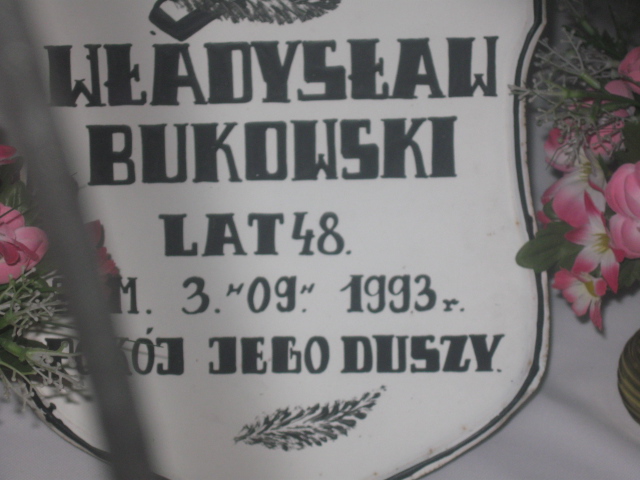 WŁADYSŁAW
BUKOWSKI
LAT 48.
M. 3."09." 1993 r.
JEGO DUSZY.